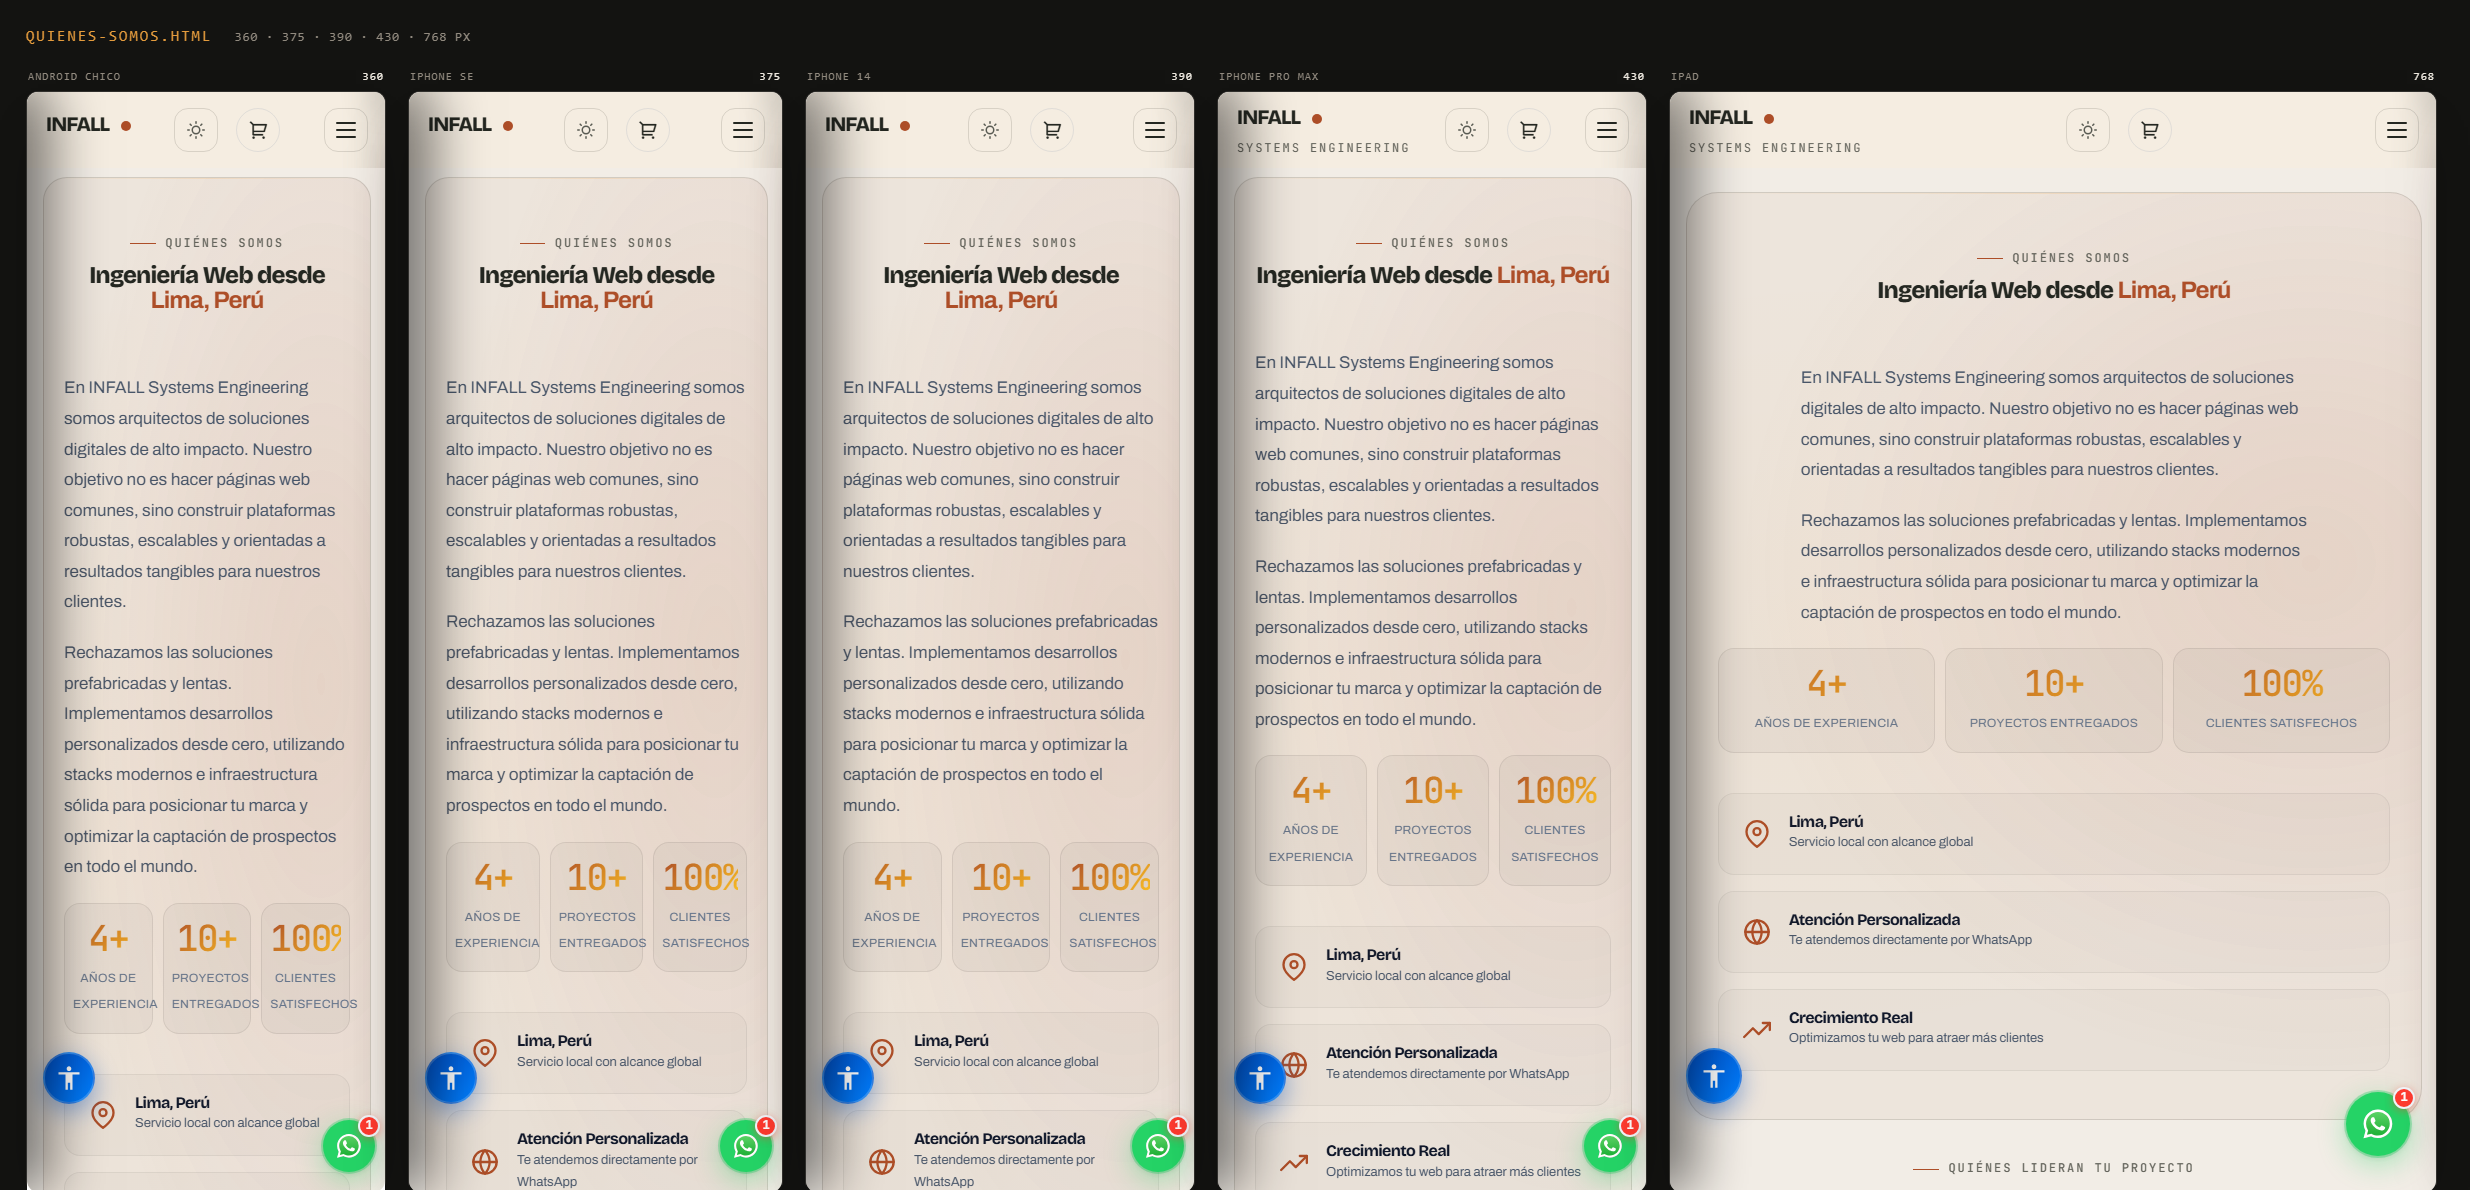 QUIENES-SOMOS.HTML 360 · 375 · 390 · 430 · 768 PX
ANDROID CHICO 360
INFALL
QUIÉNES SOMOS
Ingeniería Web desde
Lima, Perú
En INFALL Systems Engineering
somos arquitectos de soluciones
digitales de alto impacto. Nuestro
objetivo no es hacer páginas web
comunes, sino construir plataformas
robustas, escalables y orientadas a
resultados tangibles para nuestros
clientes.
Rechazamos las soluciones
prefabricadas y lentas.
Implementamos desarrollos
personalizados desde cero, utilizando
stacks modernos e infraestructura
sólida para posicionar tu marca y
optimizar la captación de prospectos
en todo el mundo.
4+
AÑOS DE
EXPERIENCIA
10+
PROYECTOS
ENTREGADOS
100%
CLIENTES
SATISFECHOS
Lima, Perú
Servicio local con alcance global
1
IPHONE SE 375
INFALL
QUIÉNES SOMOS
Ingeniería Web desde
Lima, Perú
En INFALL Systems Engineering somos
arquitectos de soluciones digitales de
alto impacto. Nuestro objetivo no es
hacer páginas web comunes, sino
construir plataformas robustas,
escalables y orientadas a resultados
tangibles para nuestros clientes.
Rechazamos las soluciones
prefabricadas y lentas. Implementamos
desarrollos personalizados desde cero,
utilizando stacks modernos e
infraestructura sólida para posicionar tu
marca y optimizar la captación de
prospectos en todo el mundo.
4+
AÑOS DE
EXPERIENCIA
10+
PROYECTOS
ENTREGADOS
100%
CLIENTES
SATISFECHOS
Lima, Perú
Servicio local con alcance global
Atención Personalizada
Te atendemos directamente por
WhatsApp
1
IPHONE 14 390
INFALL
QUIÉNES SOMOS
Ingeniería Web desde
Lima, Perú
En INFALL Systems Engineering somos
arquitectos de soluciones digitales de alto
impacto. Nuestro objetivo no es hacer
páginas web comunes, sino construir
plataformas robustas, escalables y
orientadas a resultados tangibles para
nuestros clientes.
Rechazamos las soluciones prefabricadas
y lentas. Implementamos desarrollos
personalizados desde cero, utilizando
stacks modernos e infraestructura sólida
para posicionar tu marca y optimizar la
captación de prospectos en todo el
mundo.
4+
AÑOS DE
EXPERIENCIA
10+
PROYECTOS
ENTREGADOS
100%
CLIENTES
SATISFECHOS
Lima, Perú
Servicio local con alcance global
Atención Personalizada
Te atendemos directamente por
WhatsApp
1
IPHONE PRO MAX 430
INFALL
SYSTEMS ENGINEERING
QUIÉNES SOMOS
Ingeniería Web desde Lima, Perú
En INFALL Systems Engineering somos
arquitectos de soluciones digitales de alto
impacto. Nuestro objetivo no es hacer páginas
web comunes, sino construir plataformas
robustas, escalables y orientadas a resultados
tangibles para nuestros clientes.
Rechazamos las soluciones prefabricadas y
lentas. Implementamos desarrollos
personalizados desde cero, utilizando stacks
modernos e infraestructura sólida para
posicionar tu marca y optimizar la captación de
prospectos en todo el mundo.
4+
AÑOS DE
EXPERIENCIA
10+
PROYECTOS
ENTREGADOS
100%
CLIENTES
SATISFECHOS
Lima, Perú
Servicio local con alcance global
Atención Personalizada
Te atendemos directamente por WhatsApp
Crecimiento Real
Optimizamos tu web para atraer más clientes
1
IPAD 768
INFALL
SYSTEMS ENGINEERING
QUIÉNES SOMOS
Ingeniería Web desde Lima, Perú
En INFALL Systems Engineering somos arquitectos de soluciones
digitales de alto impacto. Nuestro objetivo no es hacer páginas web
comunes, sino construir plataformas robustas, escalables y
orientadas a resultados tangibles para nuestros clientes.
Rechazamos las soluciones prefabricadas y lentas. Implementamos
desarrollos personalizados desde cero, utilizando stacks modernos
e infraestructura sólida para posicionar tu marca y optimizar la
captación de prospectos en todo el mundo.
4+
AÑOS DE EXPERIENCIA
10+
PROYECTOS ENTREGADOS
100%
CLIENTES SATISFECHOS
Lima, Perú
Servicio local con alcance global
Atención Personalizada
Te atendemos directamente por WhatsApp
Crecimiento Real
Optimizamos tu web para atraer más clientes
1
QUIÉNES LIDERAN TU PROYECTO